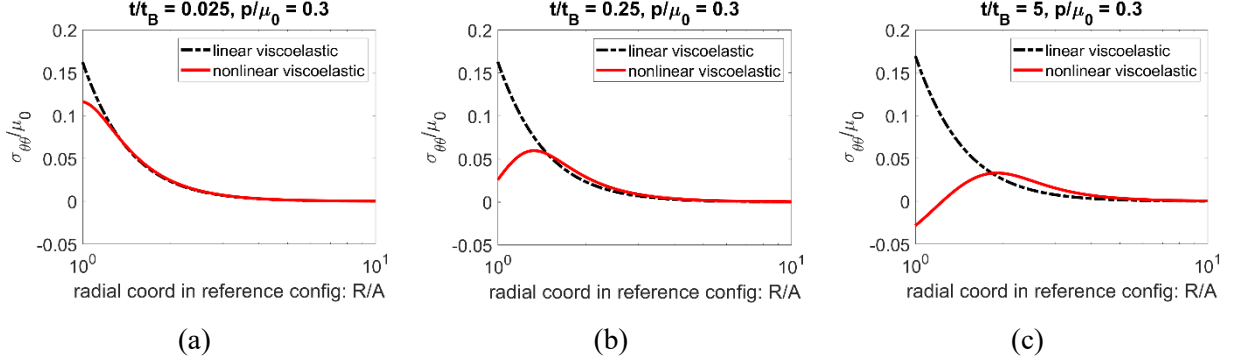 t/t_B = 0.025, p/μ_0 = 0.3
0.2
0.15
0.1
0.05
0
-0.05
σ_θθ/μ_0
linear viscoelastic
nonlinear viscoelastic
10^0
10^1
radial coord in reference config: R/A
(a)
t/t_B = 0.25, p/μ_0 = 0.3
0.2
0.15
0.1
0.05
0
-0.05
σ_θθ/μ_0
linear viscoelastic
nonlinear viscoelastic
10^0
10^1
radial coord in reference config: R/A
(b)
t/t_B = 5, p/μ_0 = 0.3
0.2
0.15
0.1
0.05
0
-0.05
σ_θθ/μ_0
linear viscoelastic
nonlinear viscoelastic
10^0
10^1
radial coord in reference config: R/A
(c)